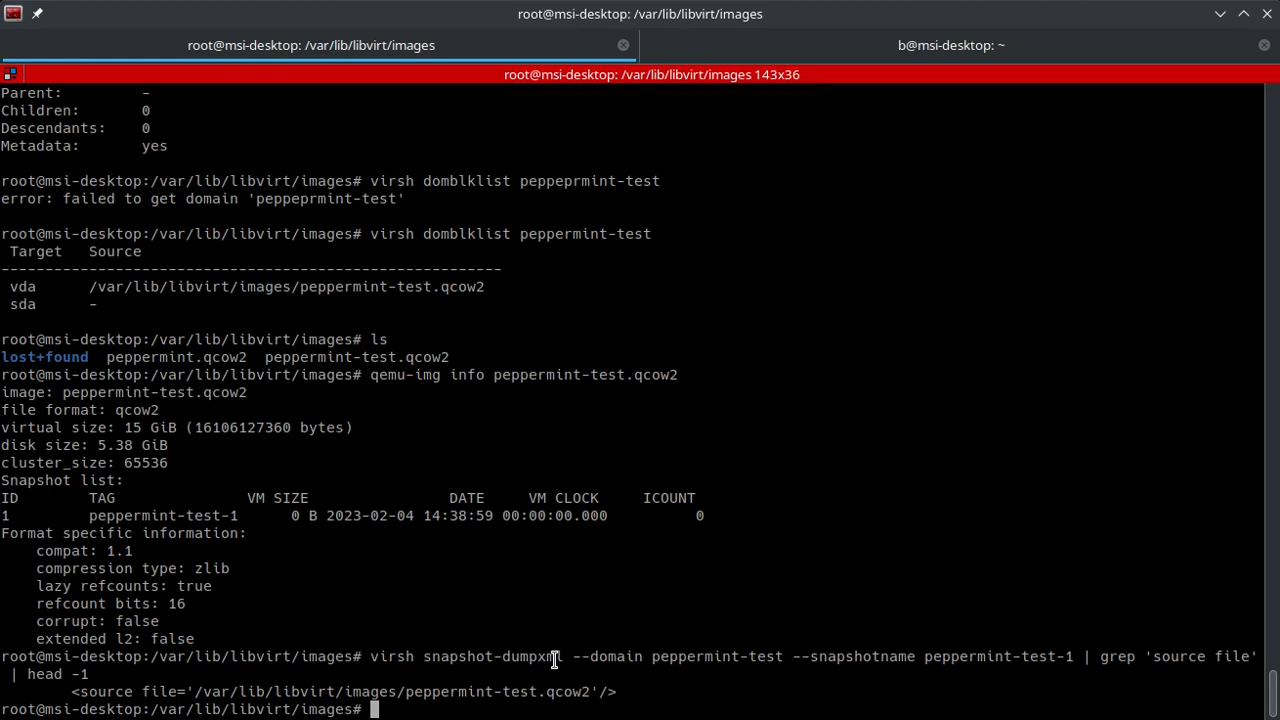 root@msi-desktop: /var/lib/libvirt/images
root@msi-desktop: /var/lib/libvirt/images
b@msi-desktop: ~
root@msi-desktop: /var/lib/libvirt/images 143x36
Parent:         -
Children:       0
Descendants:    0
Metadata:       yes
root@msi-desktop:/var/lib/libvirt/images# virsh domblklist peppeprmint-test
error: failed to get domain 'peppeprmint-test'
root@msi-desktop:/var/lib/libvirt/images# virsh domblklist peppermint-test
 Target   Source
---------------------------------------------------------
 vda      /var/lib/libvirt/images/peppermint-test.qcow2
 sda      -
root@msi-desktop:/var/lib/libvirt/images# ls
lost+found  peppermint.qcow2  peppermint-test.qcow2
root@msi-desktop:/var/lib/libvirt/images# qemu-img info peppermint-test.qcow2
image: peppermint-test.qcow2
file format: qcow2
virtual size: 15 GiB (16106127360 bytes)
disk size: 5.38 GiB
cluster_size: 65536
Snapshot list:
ID        TAG               VM SIZE                DATE     VM CLOCK     ICOUNT
1         peppermint-test-1      0 B 2023-02-04 14:38:59 00:00:00.000          0
Format specific information:
    compat: 1.1
    compression type: zlib
    lazy refcounts: true
    refcount bits: 16
    corrupt: false
    extended l2: false
root@msi-desktop:/var/lib/libvirt/images# virsh snapshot-dumpxml --domain peppermint-test --snapshotname peppermint-test-1 | grep 'source file'
 | head -1
        <source file='/var/lib/libvirt/images/peppermint-test.qcow2'/>
root@msi-desktop:/var/lib/libvirt/images#